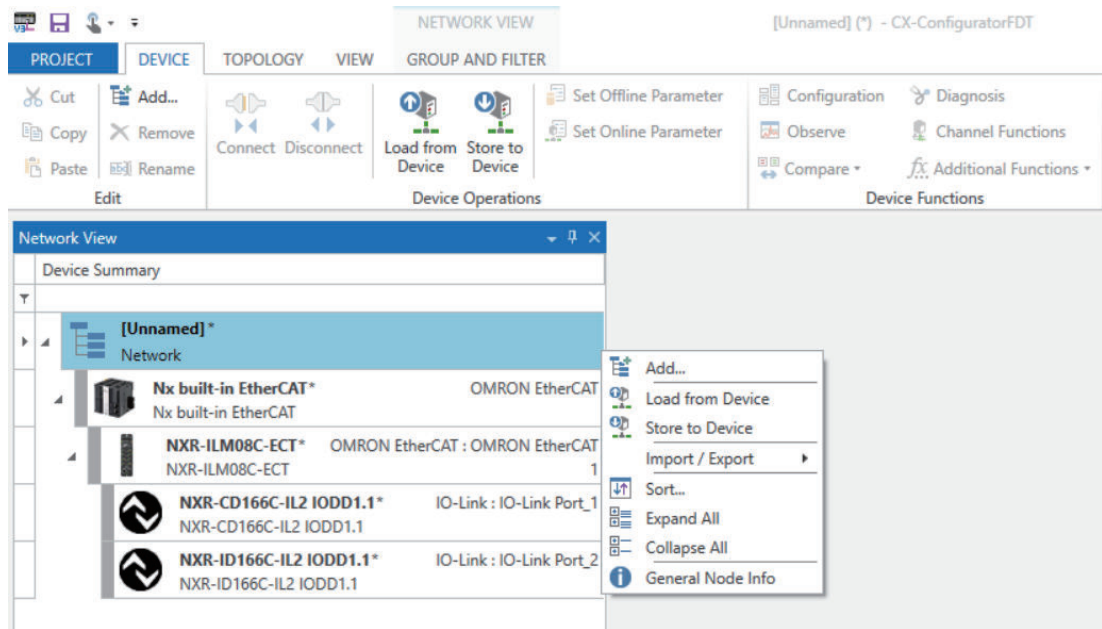 V3
NETWORK VIEW
[Unnamed] (*) - CX-ConfiguratorFDT
PROJECT
DEVICE
TOPOLOGY
VIEW
GROUP AND FILTER
Cut
Copy
Paste
Add...
Remove
Rename
Edit
Connect
Disconnect
Load from
Device
Store to
Device
Set Offline Parameter
Set Online Parameter
Device Operations
Configuration
Observe
Compare
Diagnosis
Channel Functions
fx Additional Functions
Device Functions
Network View
Device Summary
[Unnamed]*
Network
Nx built-in EtherCAT* OMRON EtherCAT
Nx built-in EtherCAT
NXR-ILM08C-ECT* OMRON EtherCAT : OMRON EtherCAT
NXR-ILM08C-ECT 1
NXR-CD166C-IL2 IODD1.1* IO-Link : IO-Link Port_1
NXR-CD166C-IL2 IODD1.1
NXR-ID166C-IL2 IODD1.1* IO-Link : IO-Link Port_2
NXR-ID166C-IL2 IODD1.1
Add...
Load from Device
Store to Device
Import / Export
Sort...
Expand All
Collapse All
General Node Info